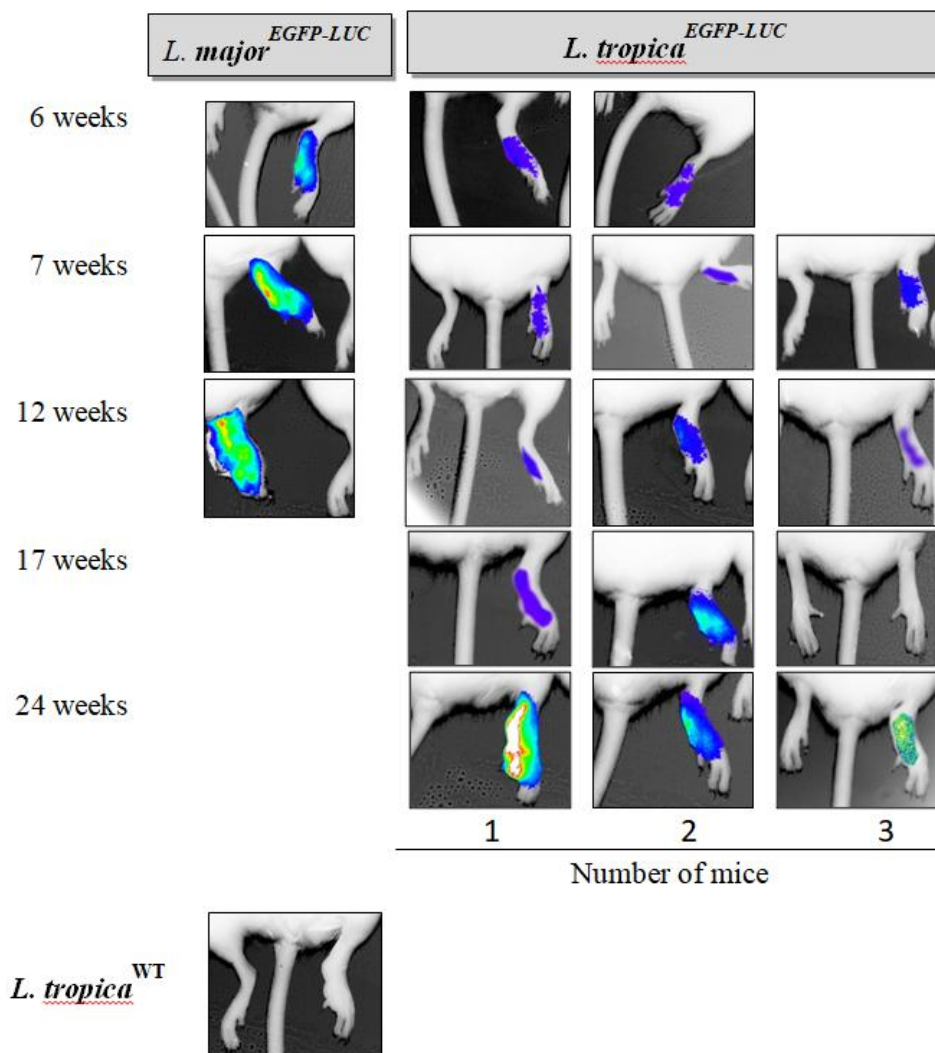 L. major EGFP-LUC
L. tropica EGFP-LUC
6 weeks
7 weeks
12 weeks
17 weeks
24 weeks
1 2 3
Number of mice
L. tropica WT